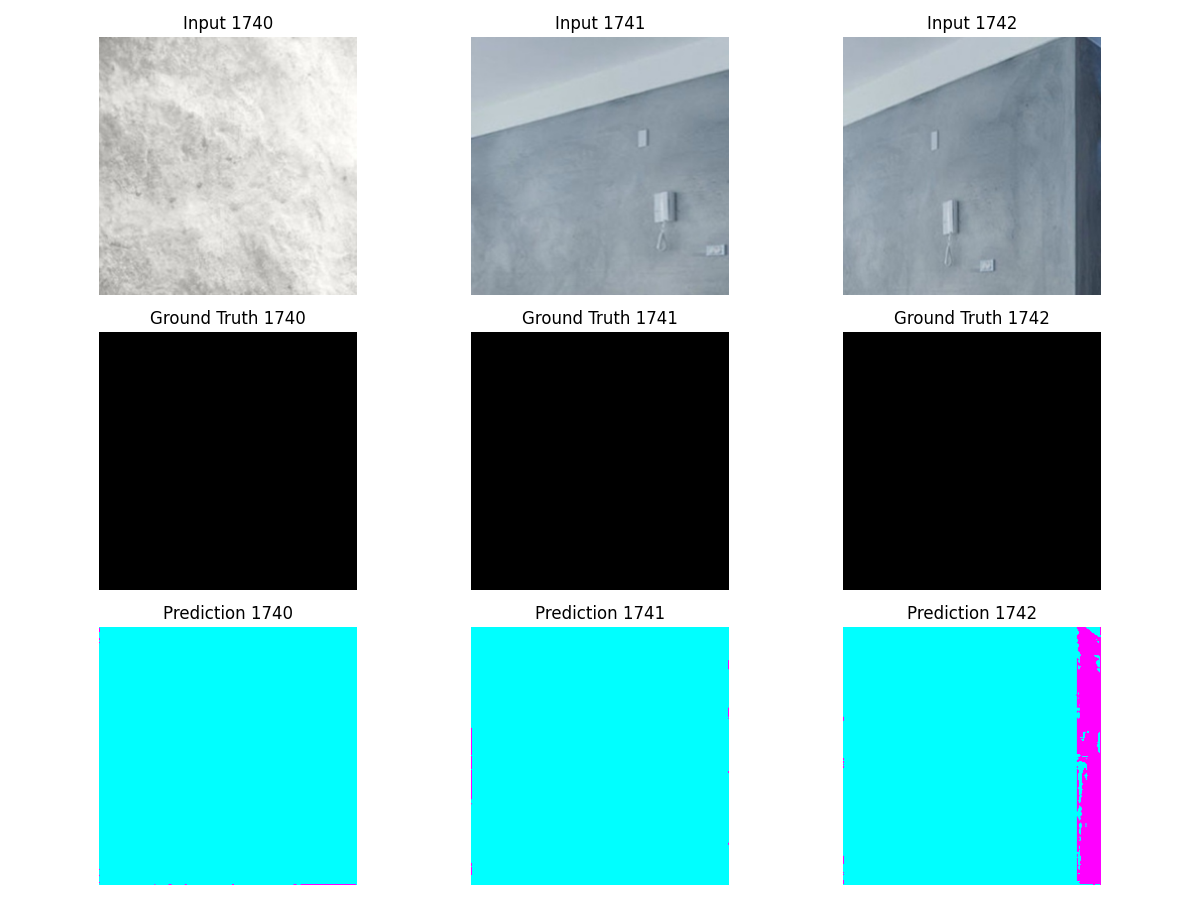 Input 1740
Input 1741
Input 1742
Ground Truth 1740
Ground Truth 1741
Ground Truth 1742
Prediction 1740
Prediction 1741
Prediction 1742